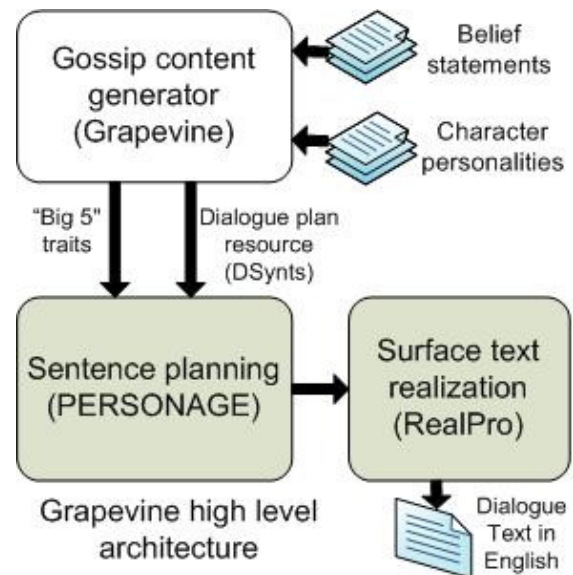 Gossip content
generator
(Grapevine)
Belief
statements
Character
personalities
“Big 5"
traits
Dialogue plan
resource
(DSynts)
Sentence planning
(PERSONAGE)
Surface text
realization
(RealPro)
Grapevine high level
architecture
Dialogue
Text in
English